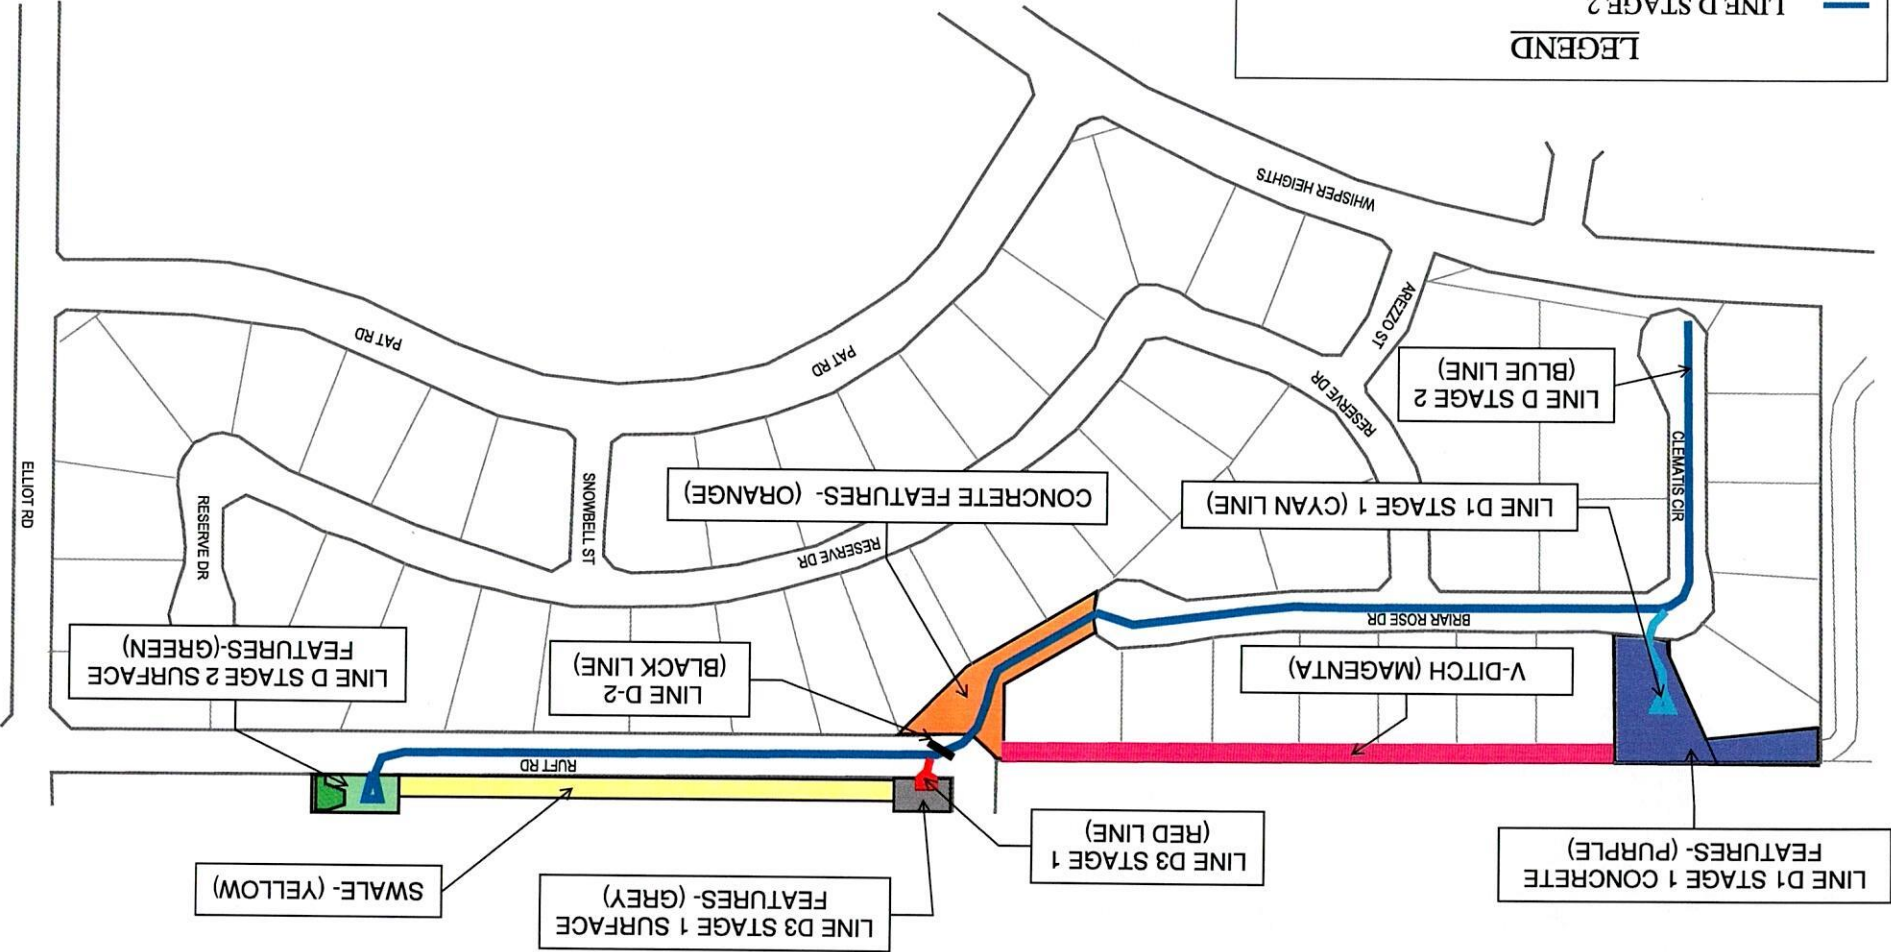 LINE D1 STAGE 1 CONCRETE
FEATURES- (PURPLE)
LINE D3 STAGE 1 SURFACE
FEATURES- (GREY)
SWALE- (YELLOW)
LINE D3 STAGE 1
(RED LINE)
RUFT RD
V-DITCH (MAGENTA)
LINE D-2
(BLACK LINE)
LINE D STAGE 2 SURFACE
FEATURES-(GREEN)
BRIAR ROSE DR
RESERVE DR
RESERVE DR
SNOWBELL ST
ELLIOT RD
LINE D1 STAGE 1 (CYAN LINE)
CONCRETE FEATURES- (ORANGE)
CLEMATIS CIR
LINE D STAGE 2
(BLUE LINE)
RESERVE DR
AREZZO ST
PAT RD
PAT RD
WHISPER HEIGHTS
LEGEND
LINE D STAGE 2